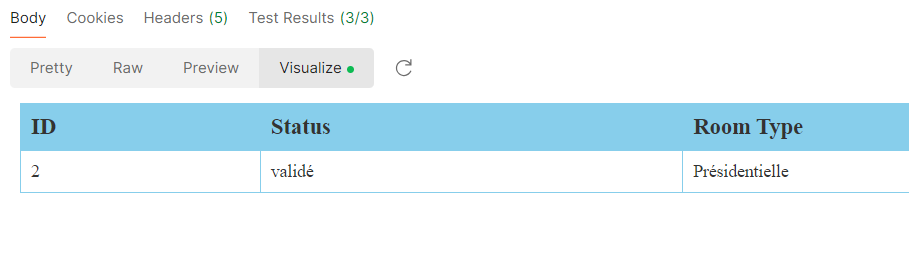 Body Cookies Headers (5) Test Results (3/3)
Pretty Raw Preview Visualize
ID Status Room Type
2 validé Présidentielle